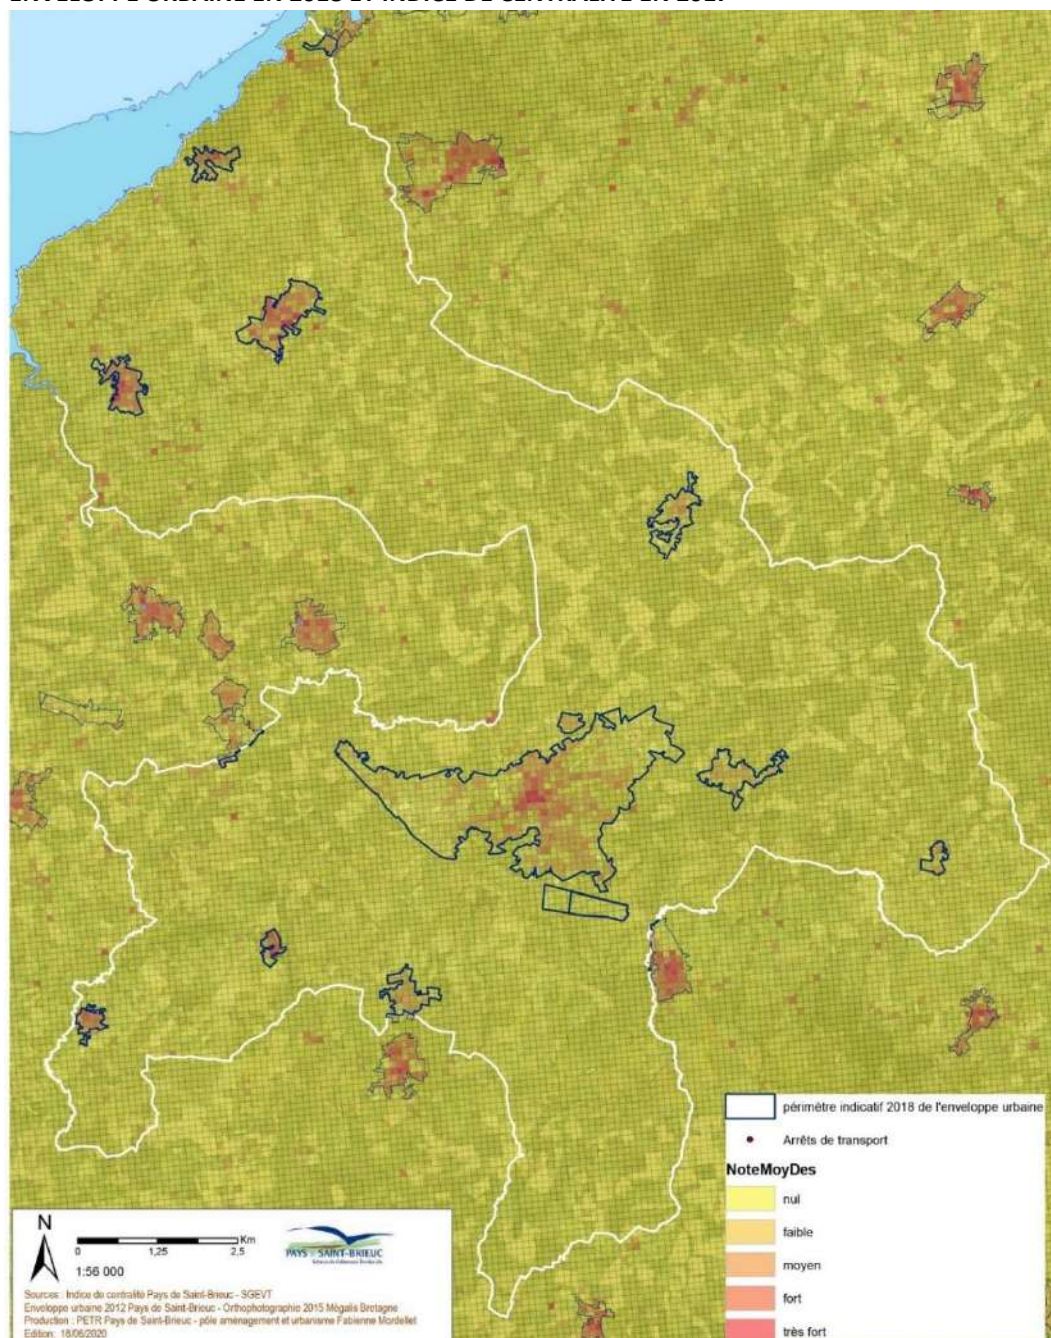 périmètre indicatif 2018 de l'enveloppe urbaine
Arrêts de transport
NoteMoyDes
nul
faible
moyen
fort
très fort
N
Km
0 1,25 2,5
1:56 000
PAYS SAINT-BRIEUC
Sources : Indice de centralité Pays de Saint-Brieuc - SGEVT
Enveloppe urbaine 2012 Pays de Saint-Brieuc - Orthophotographie 2015 Mégalis Bretagne
Production : PETR Pays de Saint-Brieuc - pôle aménagement et urbanisme Fabienne Mordellet
Edition: 18/06/2020